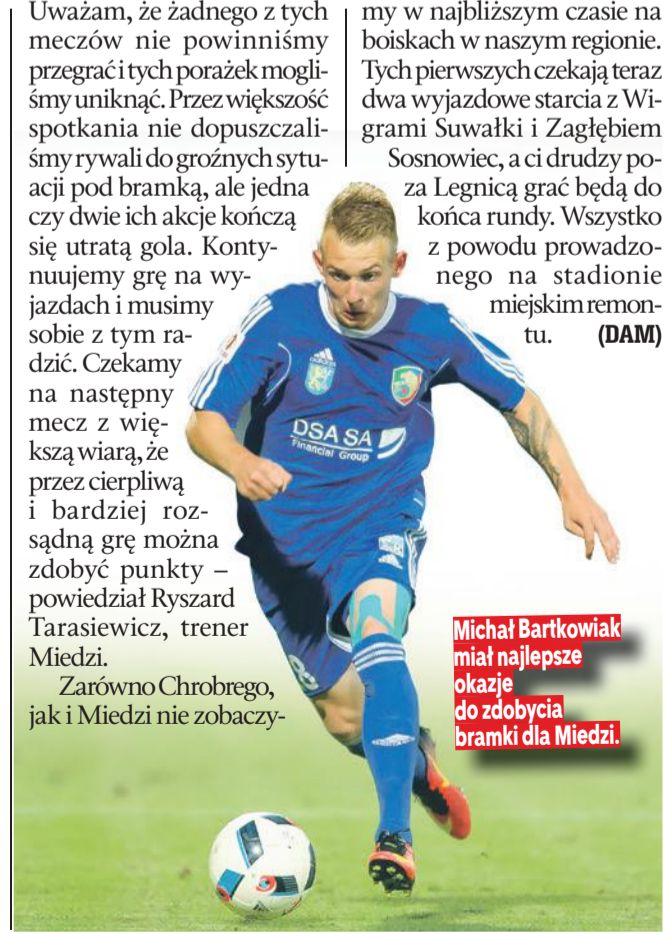 Uważam, że żadnego z tych
meczów nie powinniśmy
przegrać i tych porażek mogli-
śmy uniknąć. Przez większość
spotkania nie dopuszczali-
śmy rywali do groźnych sytu-
acji pod bramką, ale jedna
czy dwie ich akcje kończą
się utratą gola. Konty-
nuujemy grę na wy-
jazdach i musimy
sobie z tym ra-
dzić. Czekamy
na następny
mecz z wię-
kszą wiarą, że
przez cierpliwą
i bardziej roz-
sądną grę można
zdobyć punkty –
powiedział Ryszard
Tarasiewicz, trener
Miedzi.
Zarówno Chrobrego,
jak i Miedzi nie zobaczy-
my w najbliższym czasie na
boiskach w naszym regionie.
Tych pierwszych czekają teraz
dwa wyjazdowe starcia z Wi-
grami Suwałki i Zagłębiem
Sosnowiec, a ci drudzy po-
za Legnicą grać będą do
końca rundy. Wszystko
z powodu prowadzo-
nego na stadionie
miejskim remon-
tu. (DAM)
DSA SA
Financial Group
Michał Bartkowiak
miał najlepsze
okazje
do zdobycia
bramki dla Miedzi.